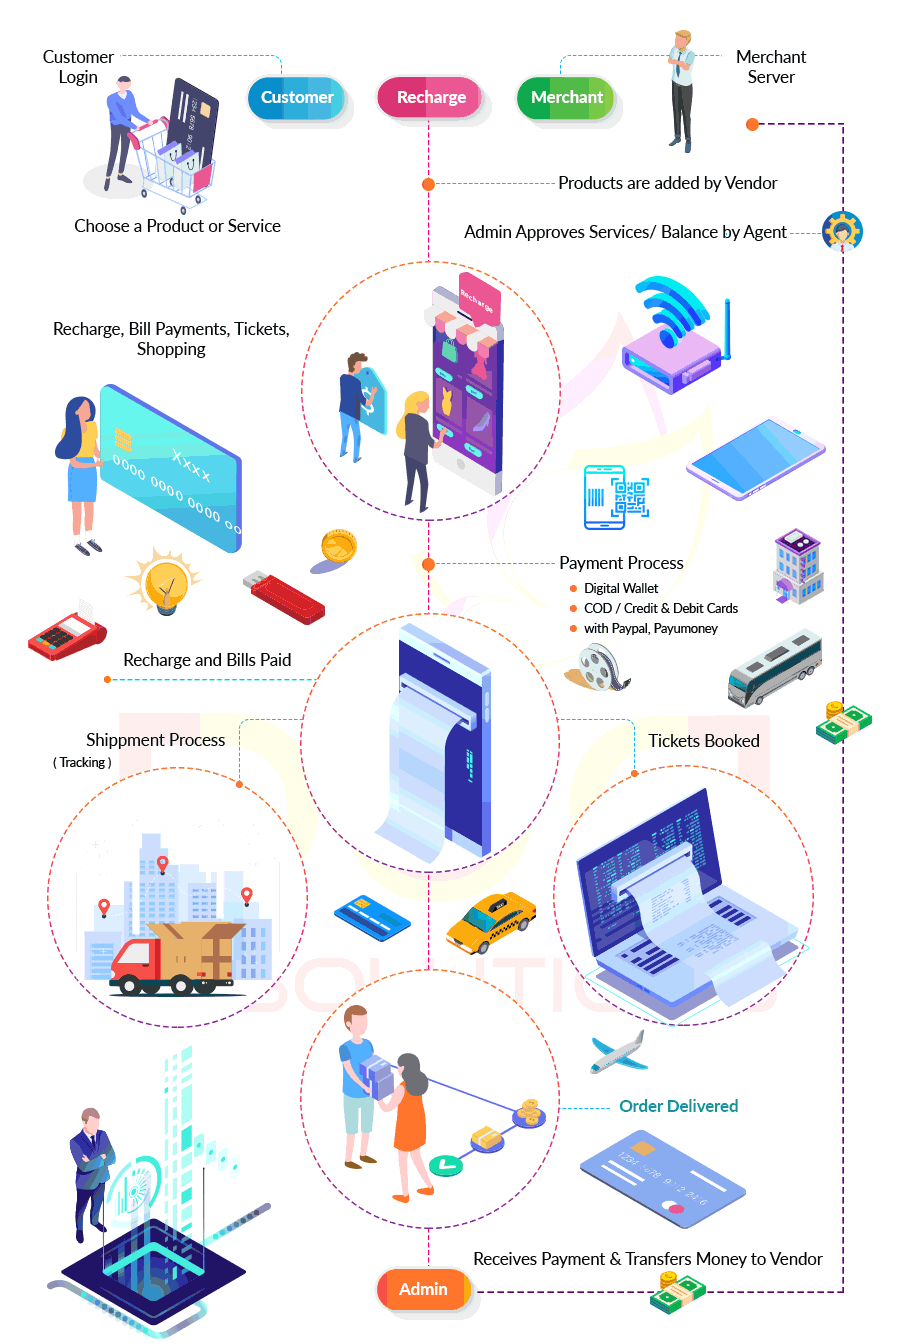 Customer
Login
Customer
Recharge
Merchant
Merchant
Server
Choose a Product or Service
Products are added by Vendor
Admin Approves Services/ Balance by Agent
Recharge
Recharge, Bill Payments, Tickets,
Shopping
Xxxx
0000 0000 0000 00
Payment Process
Digital Wallet
COD / Credit & Debit Cards
with Paypal, Payumoney
Recharge and Bills Paid
Shippment Process
( Tracking )
Tickets Booked
SOLUTIONS
Order Delivered
Receives Payment & Transfers Money to Vendor
Admin